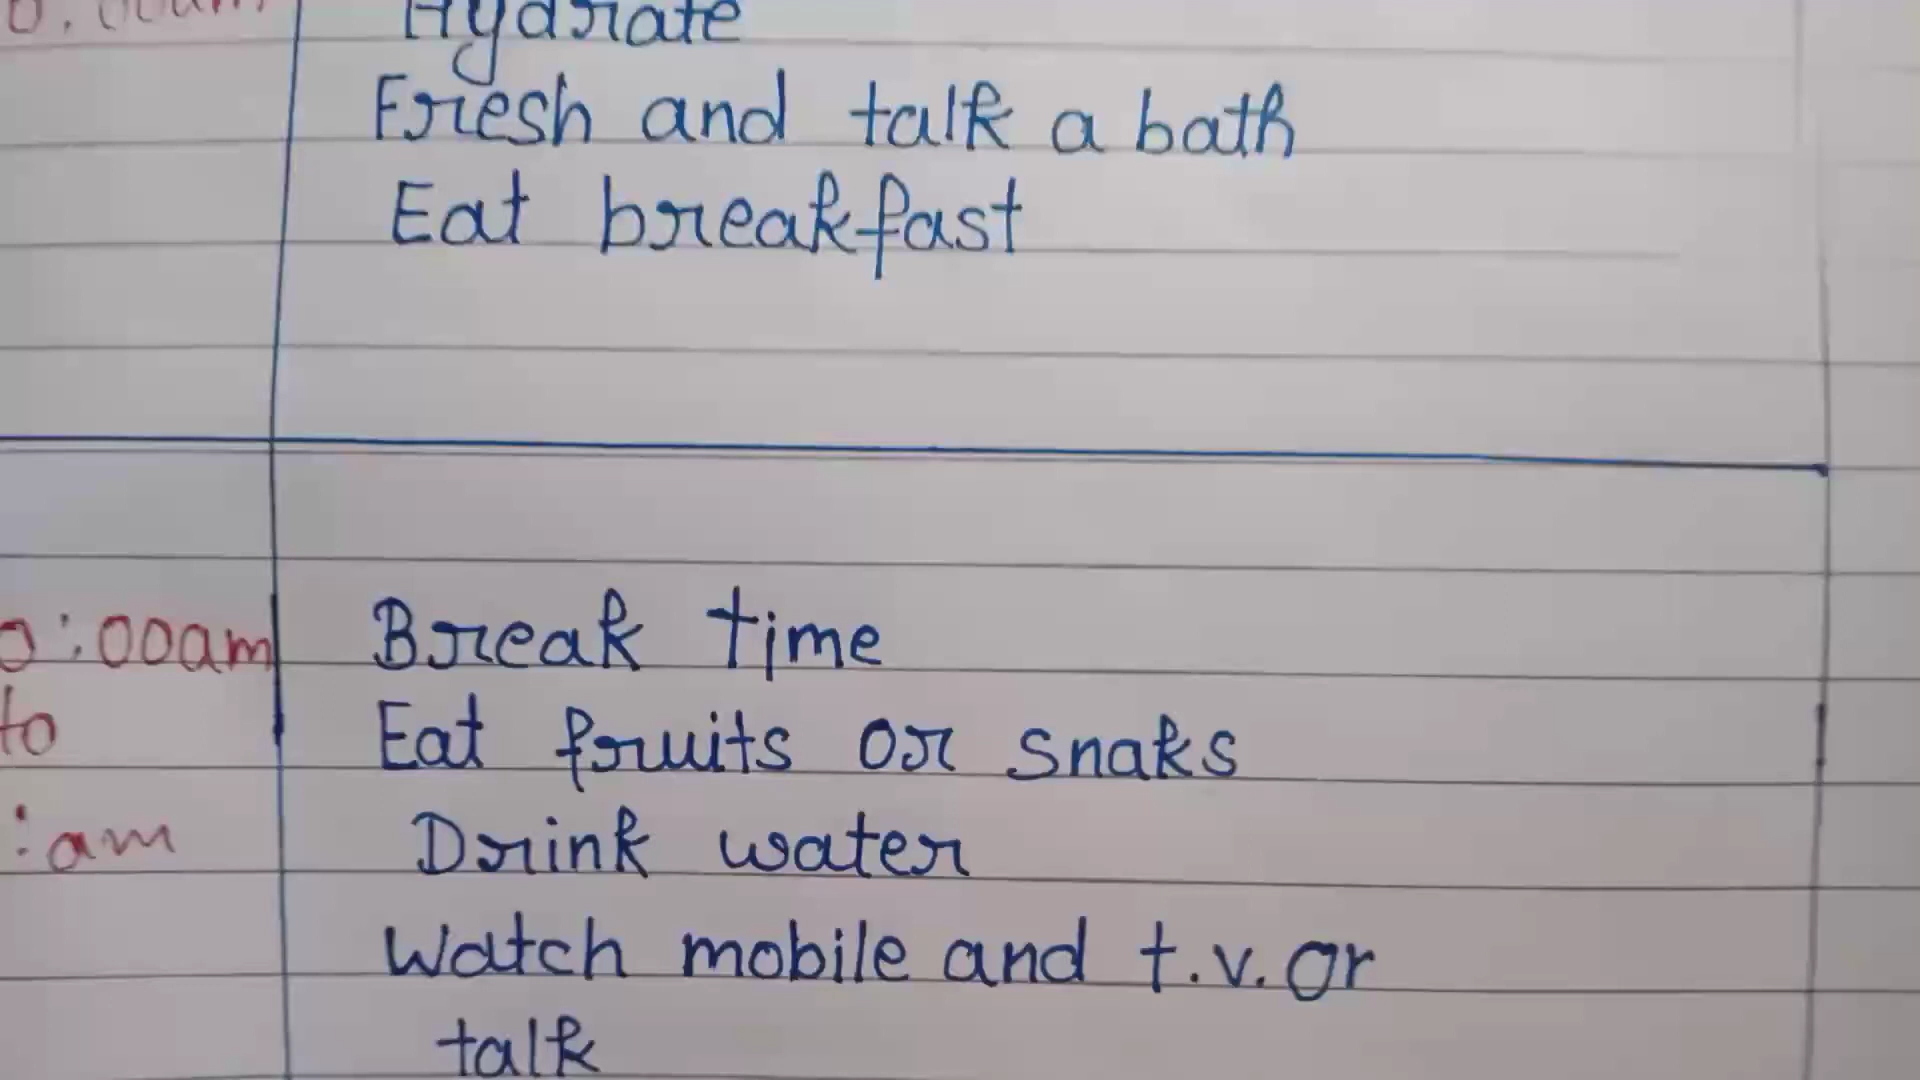 Hydrate
Fresh and talk a bath
Eat breakfast
0:00am Break time
to Eat fruits or snaks
:am Drink water
Watch mobile and t.v. or
talk